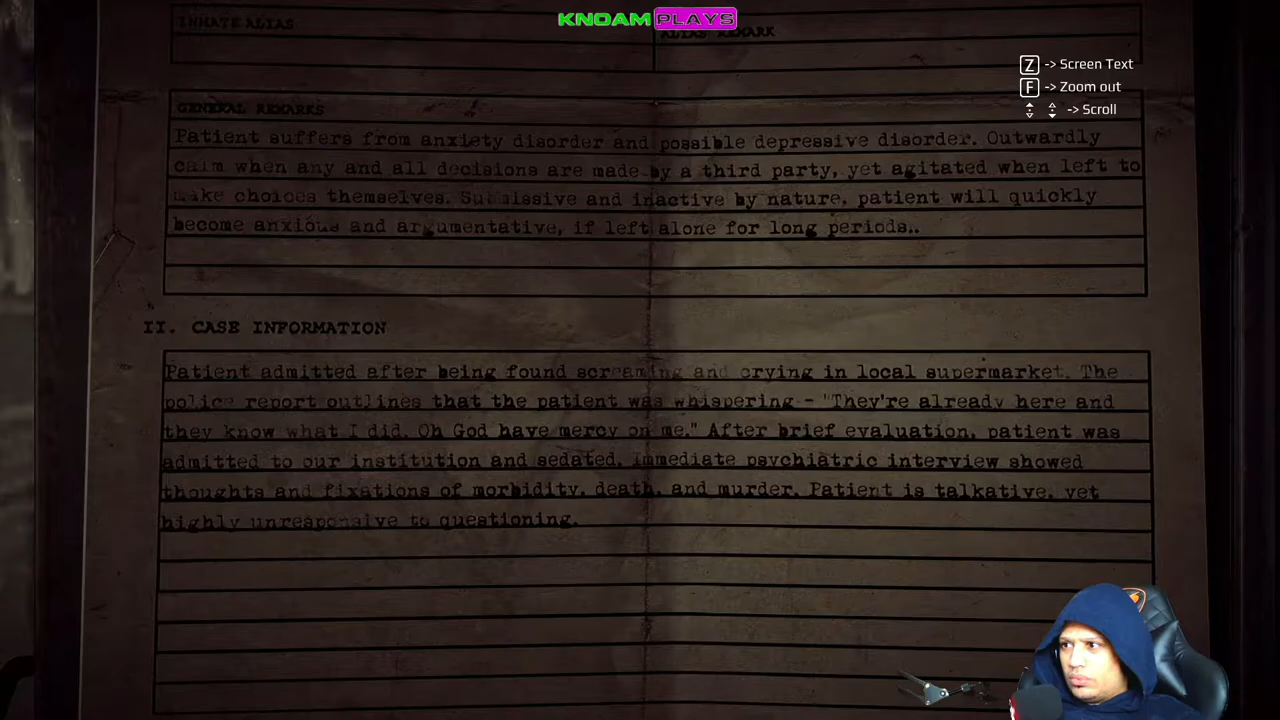 KNOAM PLAYS
INMATE ALIAS
ALIAS REMARK
Z -> Screen Text
F -> Zoom out
-> Scroll
GENERAL REMARKS
Patient suffers from anxiety disorder and possible depressive disorder. Outwardly
calm when any and all decisions are made by a third party, yet agitated when left to
make choices themselves. Submissive and inactive by nature, patient will quickly
become anxious and argumentative, if left alone for long periods..
II. CASE INFORMATION
Patient admitted after being found screaming and crying in local supermarket. The
police report outlines that the patient was whispering - "They're already here and
they know what I did. Oh God have mercy on me." After brief evaluation, patient was
admitted to our institution and sedated. Immediate psychiatric interview showed
thoughts and fixations of morbidity, death, and murder. Patient is talkative, yet
highly unresponsive to questioning.